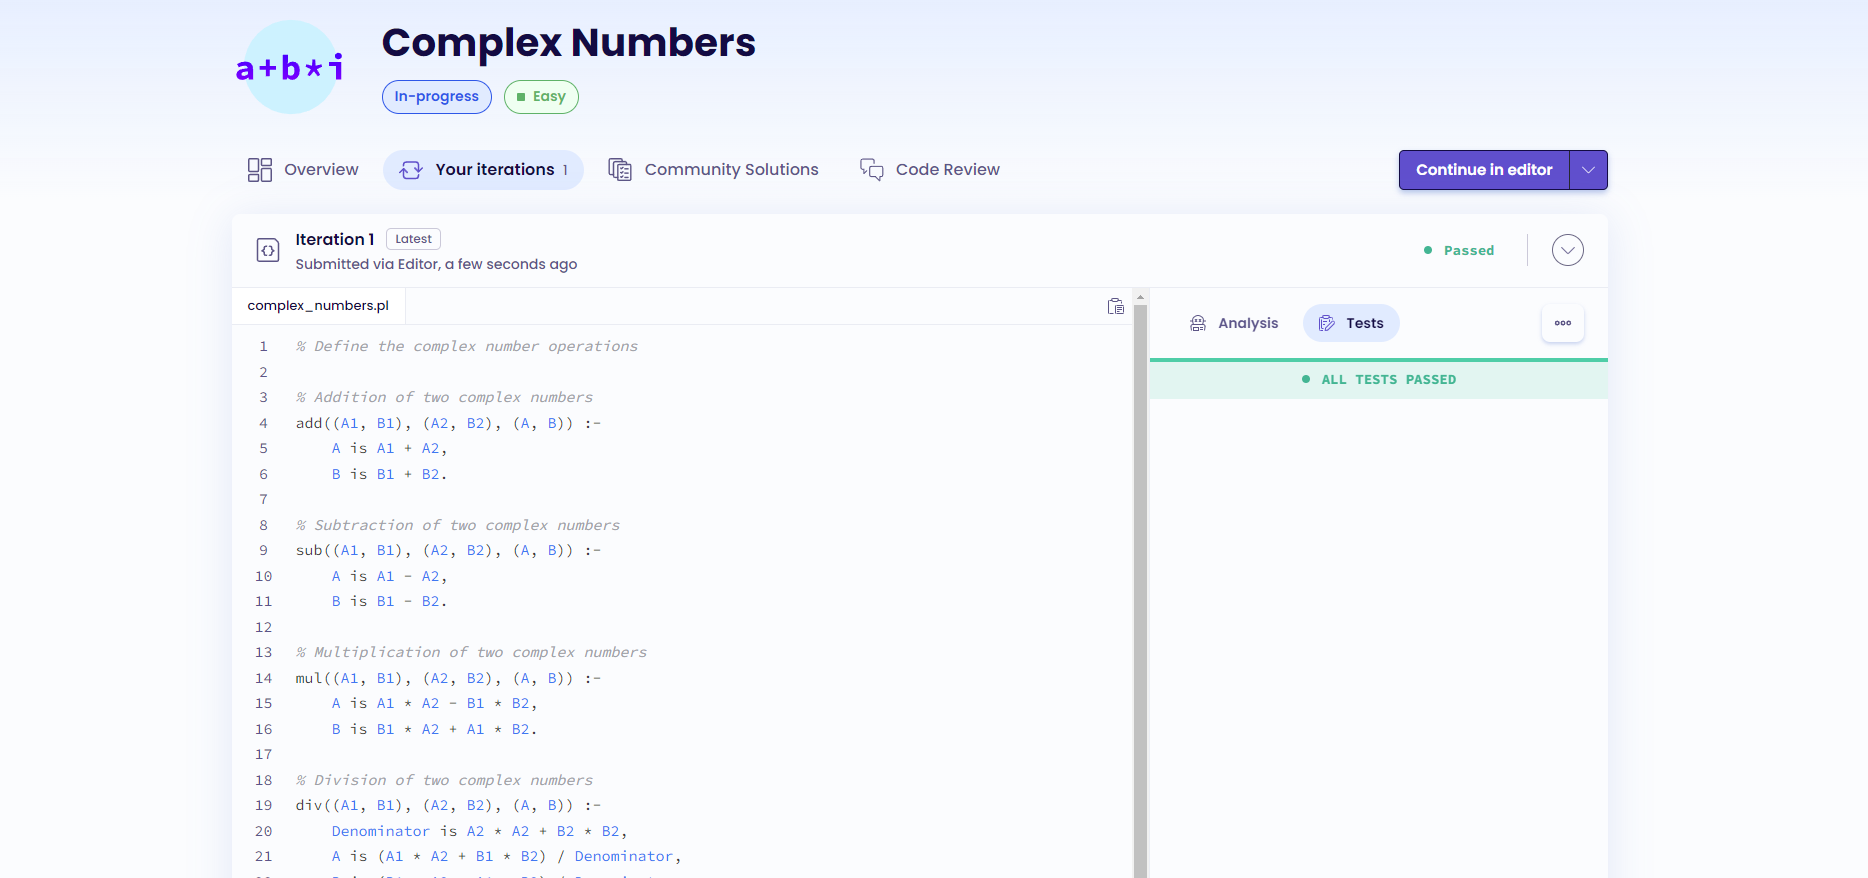 a+b*i
Complex Numbers
In-progress
Easy
Overview
Your iterations 1
Community Solutions
Code Review
Continue in editor
Iteration 1 Latest
Submitted via Editor, a few seconds ago
Passed
complex_numbers.pl
Analysis
Tests
ALL TESTS PASSED
1 % Define the complex number operations
2
3 % Addition of two complex numbers
4 add((A1, B1), (A2, B2), (A, B)) :-
5 A is A1 + A2,
6 B is B1 + B2.
7
8 % Subtraction of two complex numbers
9 sub((A1, B1), (A2, B2), (A, B)) :-
10 A is A1 - A2,
11 B is B1 - B2.
12
13 % Multiplication of two complex numbers
14 mul((A1, B1), (A2, B2), (A, B)) :-
15 A is A1 * A2 - B1 * B2,
16 B is B1 * A2 + A1 * B2.
17
18 % Division of two complex numbers
19 div((A1, B1), (A2, B2), (A, B)) :-
20 Denominator is A2 * A2 + B2 * B2,
21 A is (A1 * A2 + B1 * B2) / Denominator,